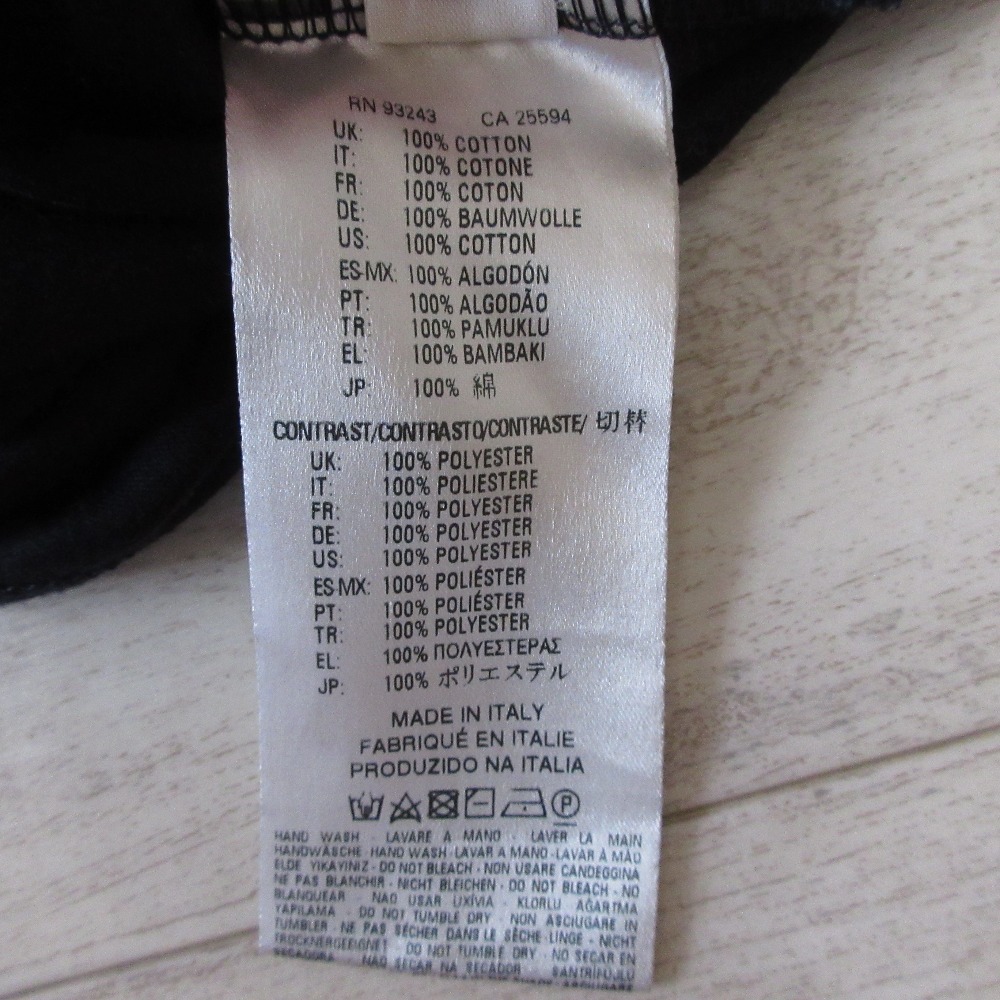 RN 93243 CA 25594
UK: 100% COTTON
IT: 100% COTONE
FR: 100% COTON
DE: 100% BAUMWOLLE
US: 100% COTTON
ES-MX: 100% ALGODÓN
PT: 100% ALGODÃO
TR: 100% PAMUKLU
EL: 100% BAMBAKI
JP: 100% 綿
CONTRAST/CONTRASTO/CONTRASTE/ 切替
UK: 100% POLYESTER
IT: 100% POLIESTERE
FR: 100% POLYESTER
DE: 100% POLYESTER
US: 100% POLYESTER
ES-MX: 100% POLIÉSTER
PT: 100% POLIÉSTER
TR: 100% POLYESTER
EL: 100% ΠΟΛΥΕΣΤΕΡΑΣ
JP: 100% ポリエステル
MADE IN ITALY
FABRIQUÉ EN ITALIE
PRODUZIDO NA ITALIA
P
HAND WASH - LAVARE A MANO - LAVER LA MAIN
HANDWÄSCHE HAND WASH - LAVAR A MANO - LAVAR À MÃO
ELDE YIKAYINIZ - DO NOT BLEACH - NON USARE CANDEGGINA
NE PAS BLANCHIR - NICHT BLEICHEN - DO NOT BLEACH - NO
BLANQUEAR - NAO USAR LIXÍVIA - KLORLU AĞARTMA
YAPILAMA - DO NOT TUMBLE DRY - NON ASCIUGARE IN
TUMBLER - NE PAS SÉCHER DANS LE SÈCHE-LINGE - NICHT
TROCKNERGEEIGNET DO NOT TUMBLE DRY - NO SECAR EN
SECADORA - NÃO SECAR NA SECADOR SANTRIFÜJLÜ